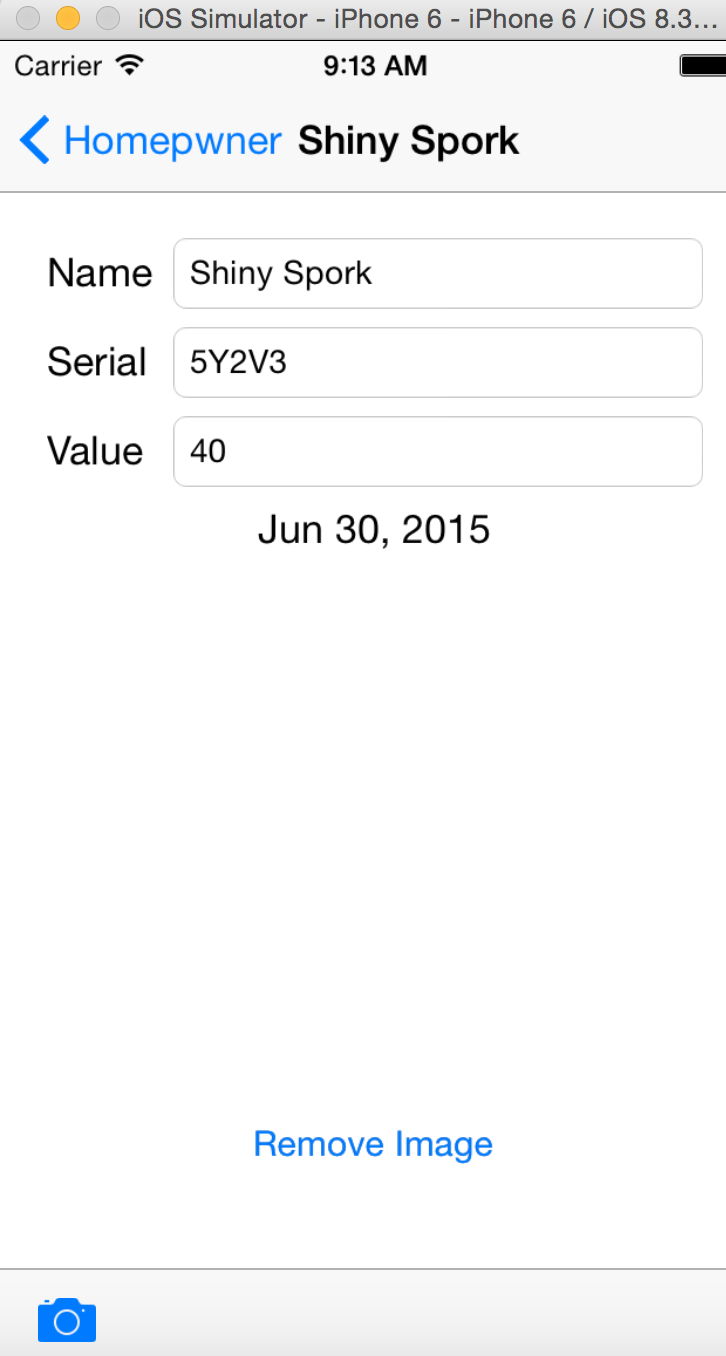 iOS Simulator - iPhone 6 - iPhone 6 / iOS 8.3...
Carrier 9:13 AM
Homepwner Shiny Spork
Name Shiny Spork
Serial 5Y2V3
Value 40
Jun 30, 2015
Remove Image